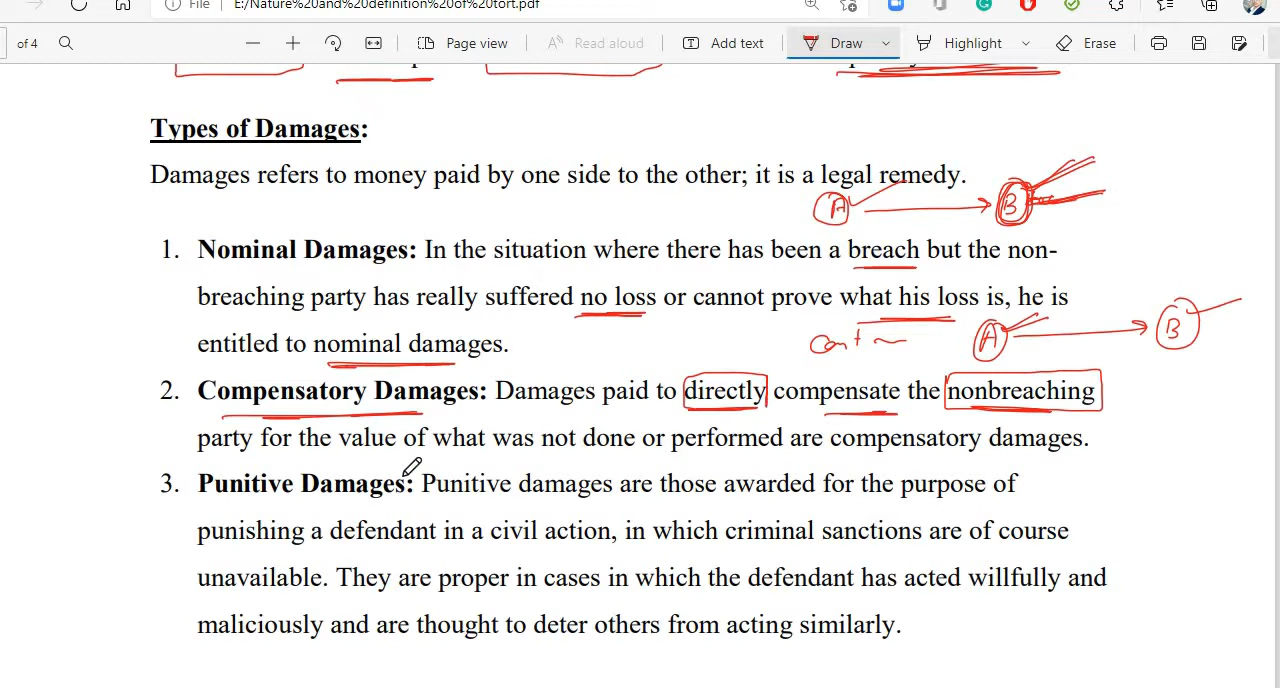 File E:/Nature%20and%20definition%20of%20tort.pdf
of 4 Page view Read aloud Add text Draw Highlight Erase
Types of Damages:
Damages refers to money paid by one side to the other; it is a legal remedy.
A B
1. Nominal Damages: In the situation where there has been a breach but the non-
breaching party has really suffered no loss or cannot prove what his loss is, he is
entitled to nominal damages.
A B
2. Compensatory Damages: Damages paid to directly compensate the nonbreaching
party for the value of what was not done or performed are compensatory damages.
3. Punitive Damages: Punitive damages are those awarded for the purpose of
punishing a defendant in a civil action, in which criminal sanctions are of course
unavailable. They are proper in cases in which the defendant has acted willfully and
maliciously and are thought to deter others from acting similarly.